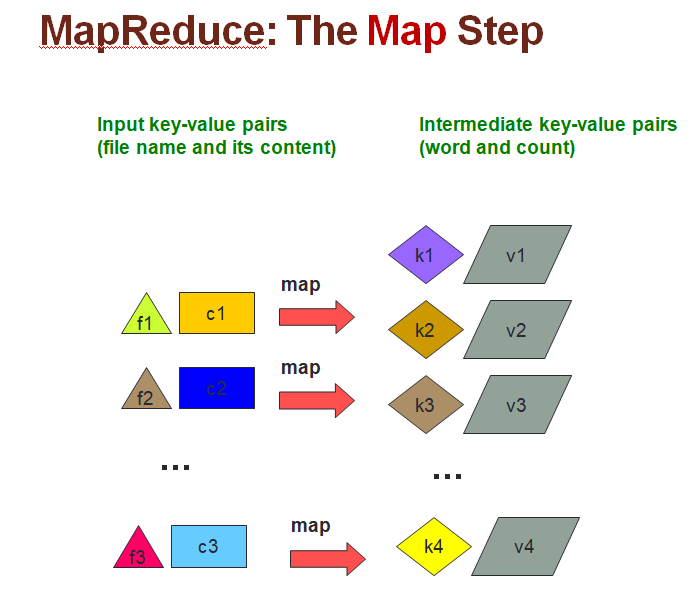 MapReduce: The Map Step
Input key-value pairs
(file name and its content)
Intermediate key-value pairs
(word and count)
k1 v1
map
f1 c1
k2 v2
map
f2 c2
k3 v3
...
...
map
f3 c3
k4 v4